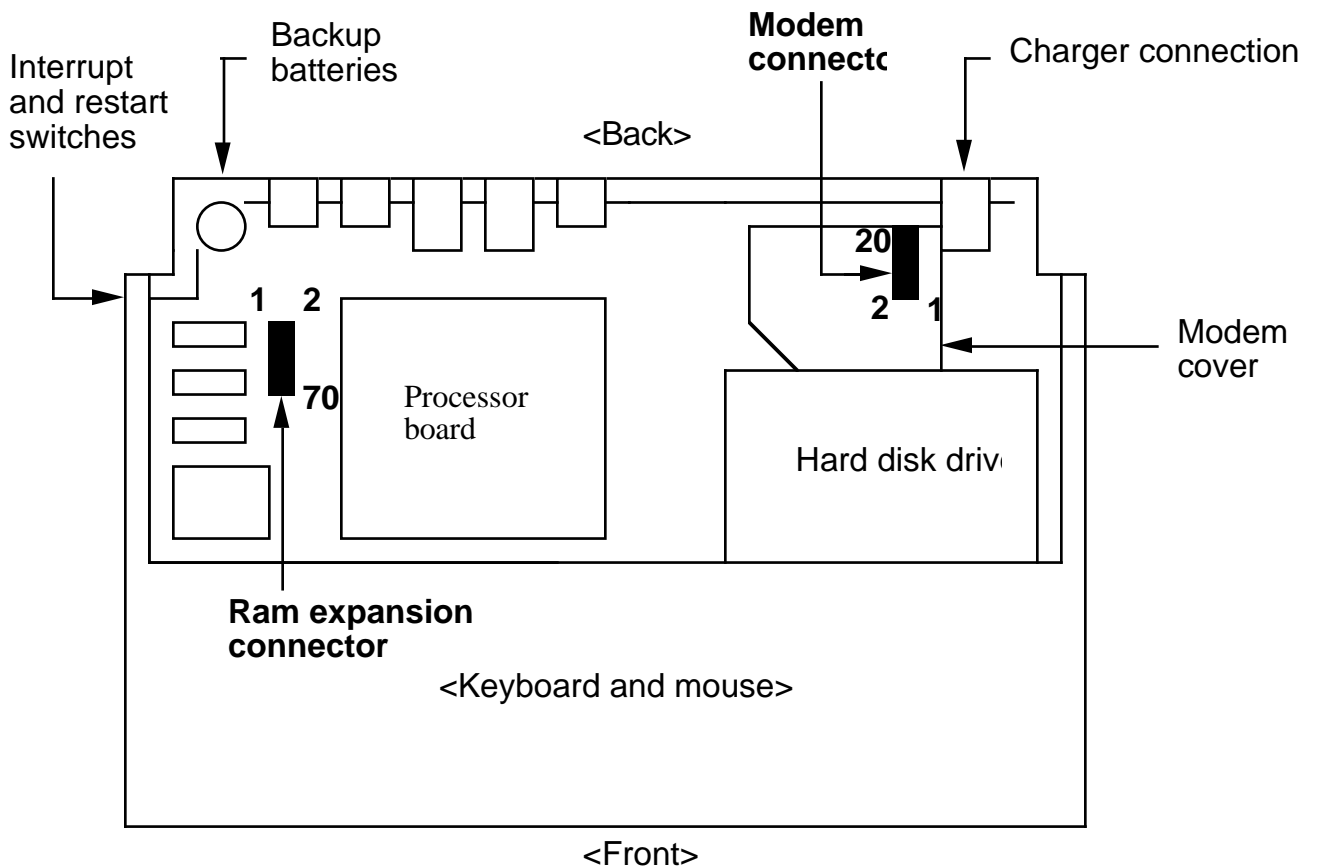 Backup
batteries
Interrupt
and restart
switches
Modem
connecto
Charger connection
<Back>
20
2 1
1 2
70
Modem
cover
Processor
board
Hard disk drive
Ram expansion
connector
<Keyboard and mouse>
<Front>